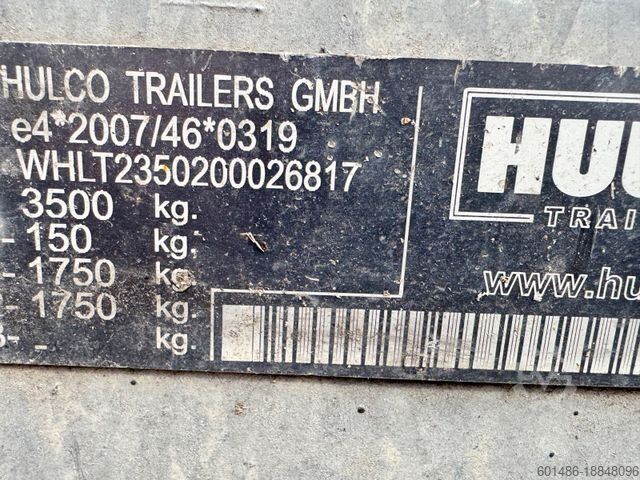 HULCO TRAILERS GMBH
e4*2007/46*0319
WHLT2350200026817
3500 kg.
- 150 kg.
- 1750 kg.
- 1750 kg.
- - kg.
TRAI
www.hu
601486-18848096